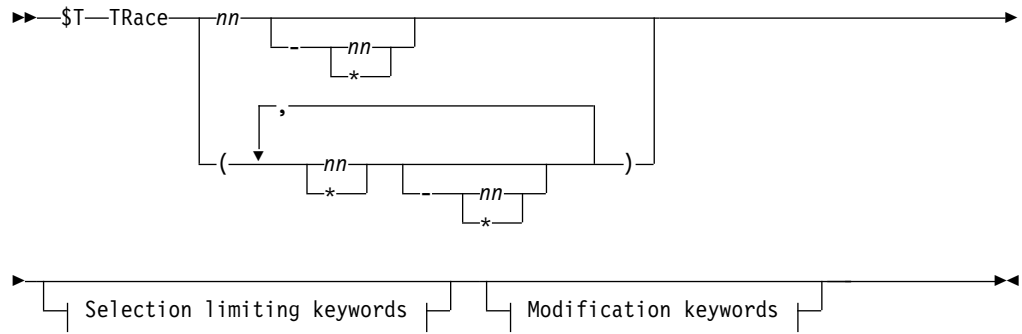 $T TRace nn
- nn
*
,
( nn - nn )
* *
Selection limiting keywords Modification keywords